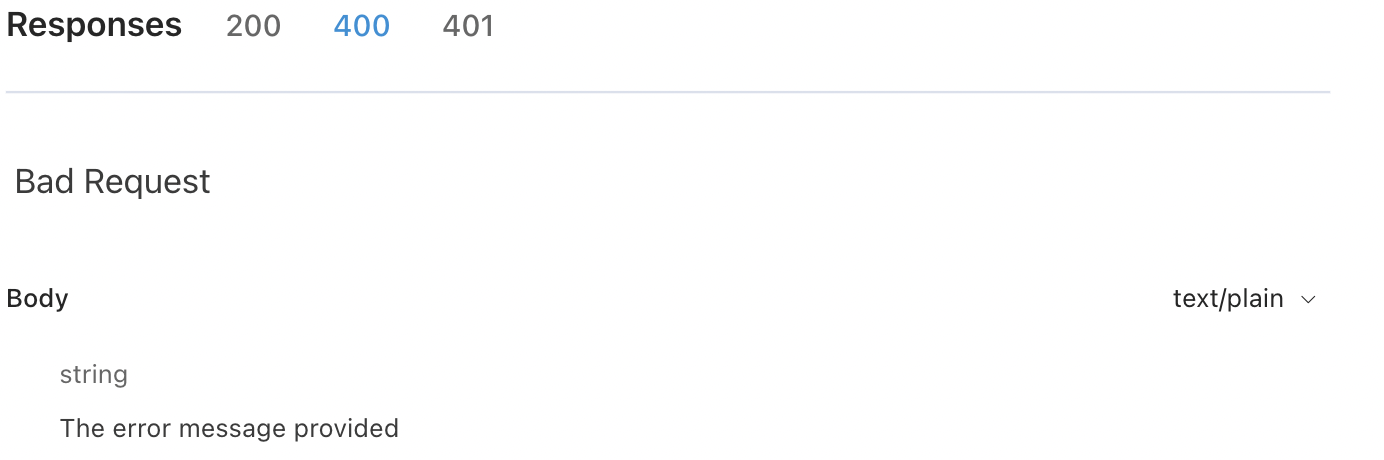 Responses 200 400 401
Bad Request
Body text/plain
string
The error message provided